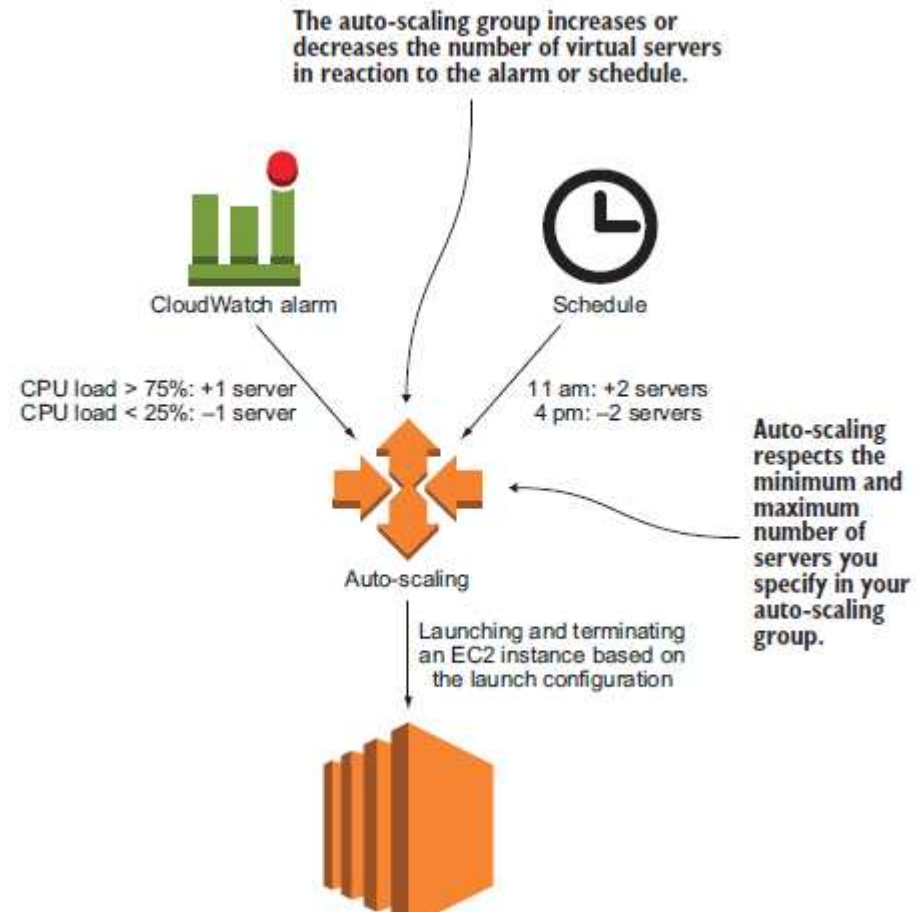 The auto-scaling group increases or
decreases the number of virtual servers
in reaction to the alarm or schedule.
CloudWatch alarm
Schedule
CPU load > 75%: +1 server
CPU load < 25%: –1 server
11 am: +2 servers
4 pm: –2 servers
Auto-scaling
respects the
minimum and
maximum
number of
servers you
specify in your
auto-scaling
group.
Auto-scaling
Launching and terminating
an EC2 instance based on
the launch configuration